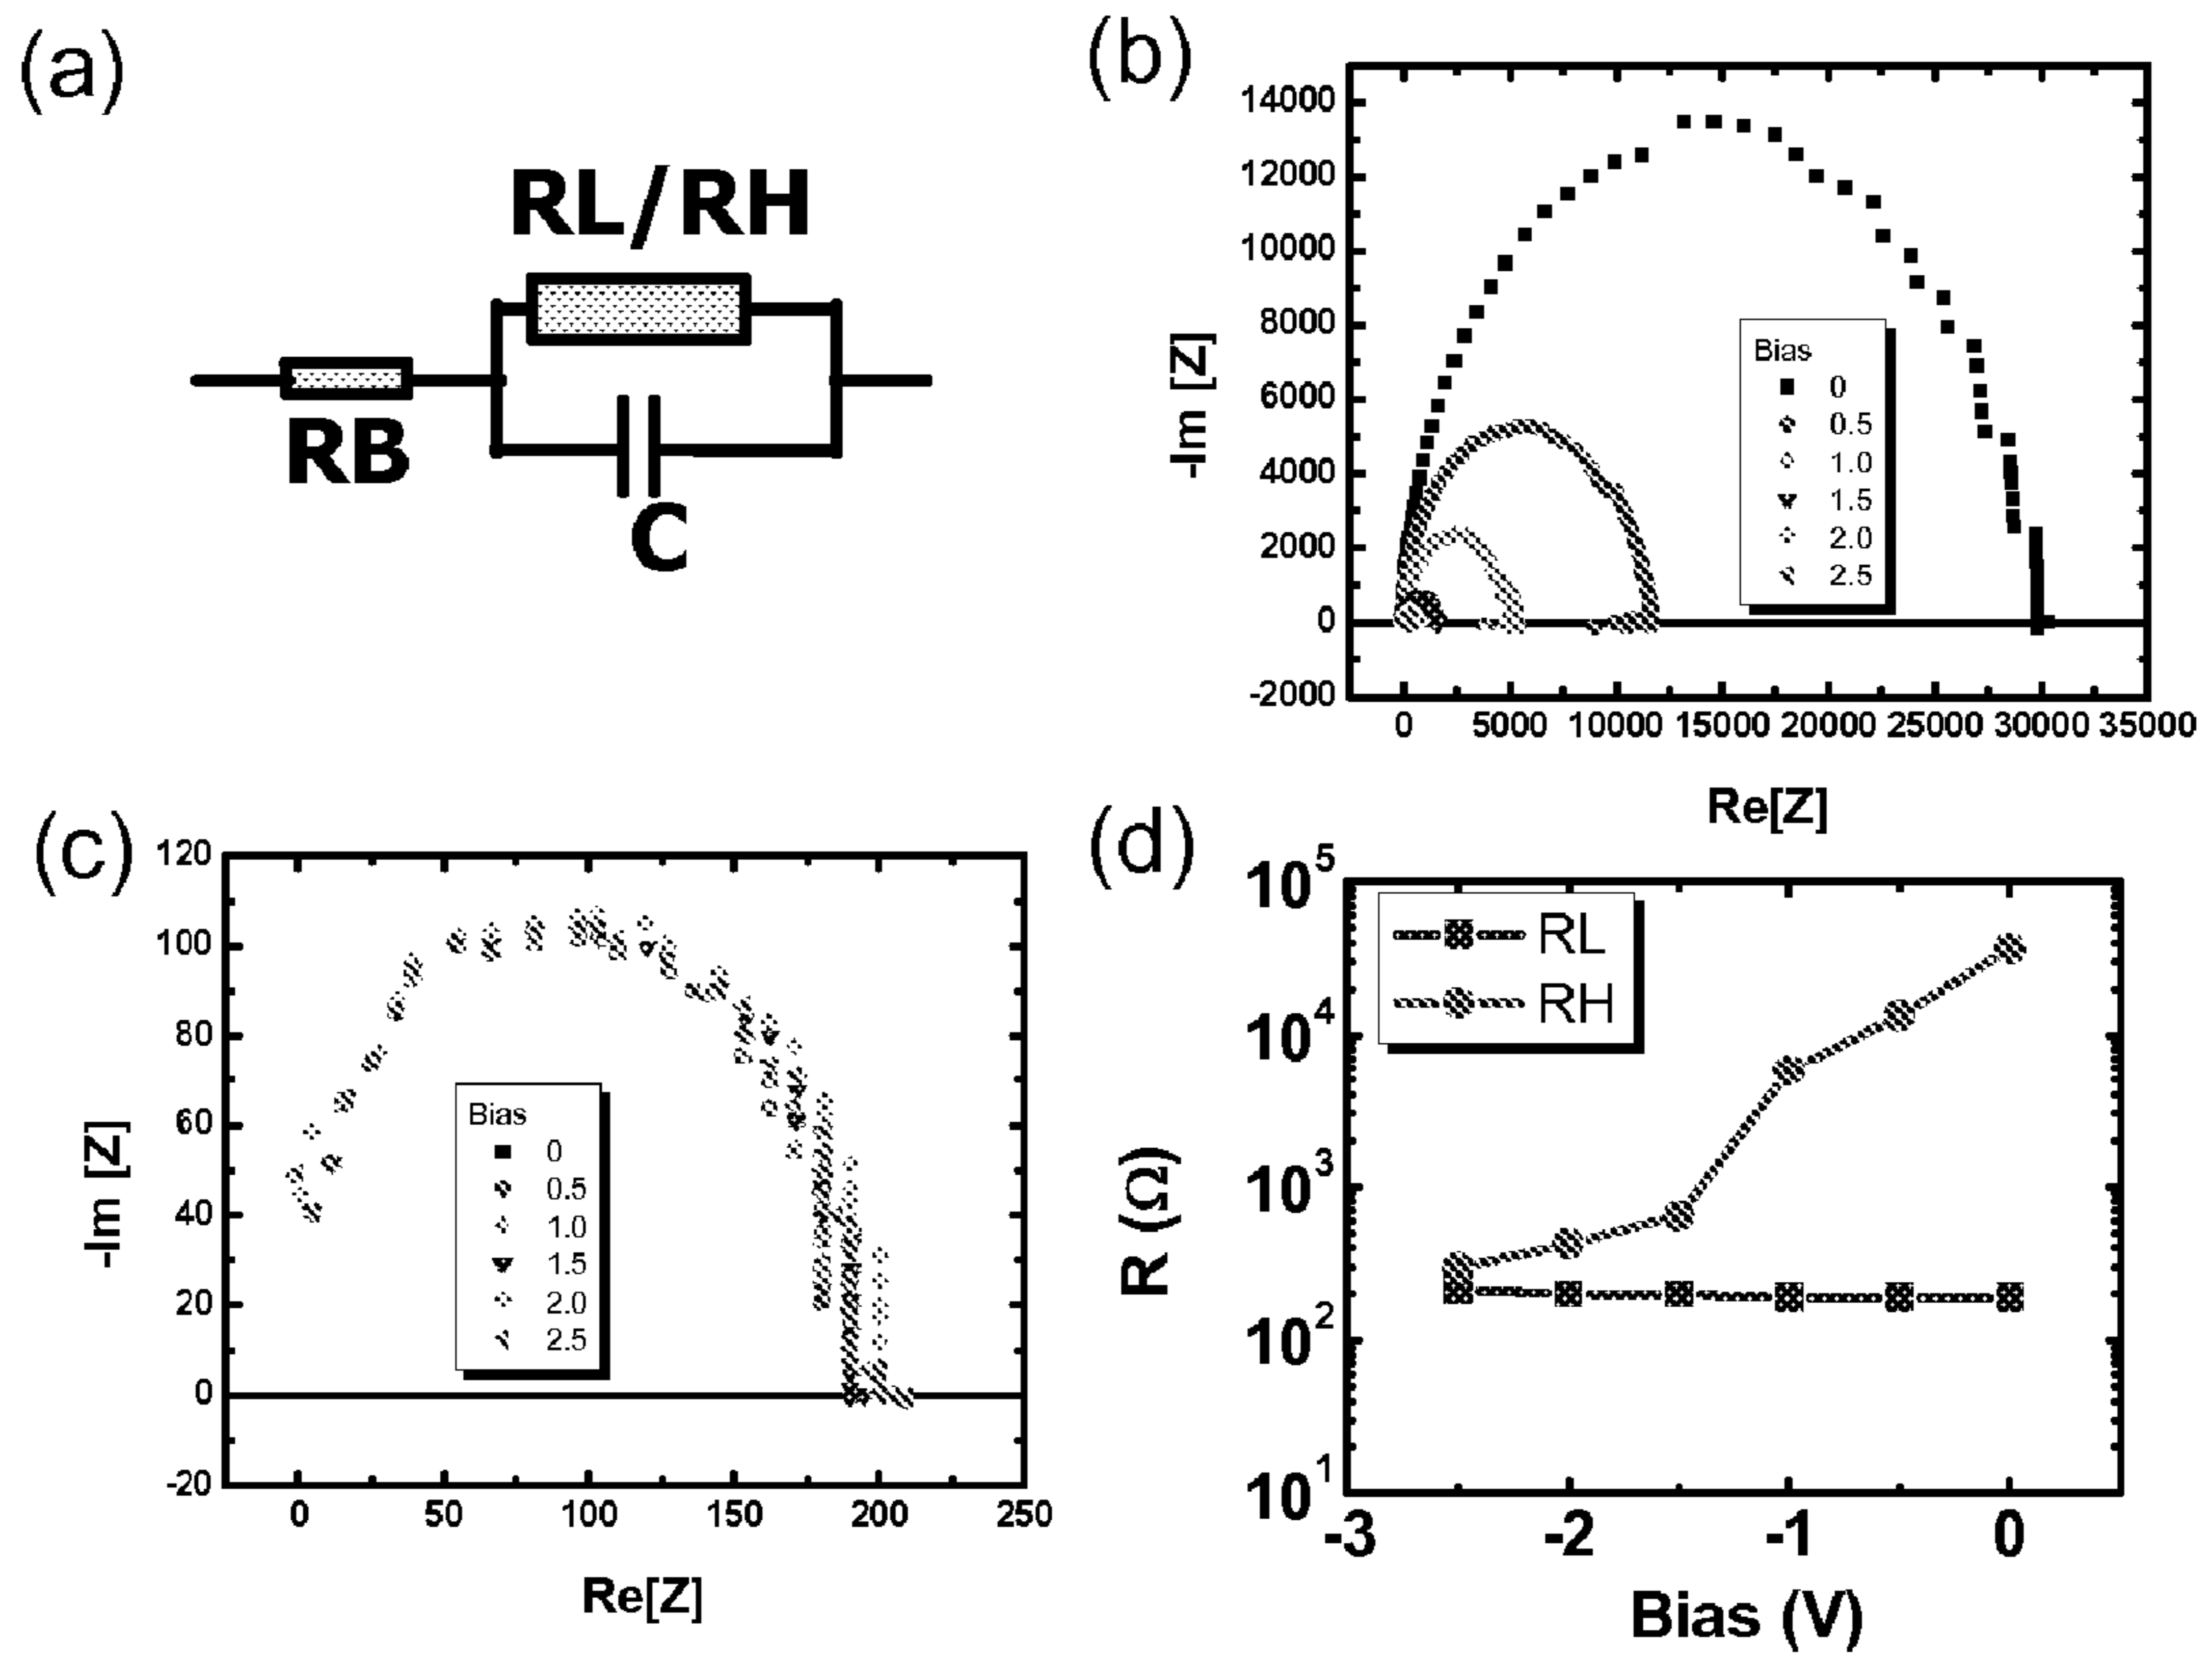 (a)
RL/RH
RB
C
(b)
14000
12000
10000
8000
6000
4000
2000
0
-2000
-Im [Z]
Bias
0
0.5
1.0
1.5
2.0
2.5
0 5000 10000 15000 20000 25000 30000 35000
Re[Z]
(c)
120
100
80
60
40
20
0
-20
-Im [Z]
Bias
0
0.5
1.0
1.5
2.0
2.5
0 50 100 150 200 250
Re[Z]
(d)
10^5
10^4
10^3
10^2
10^1
R (Ω)
RL
RH
-3 -2 -1 0
Bias (V)